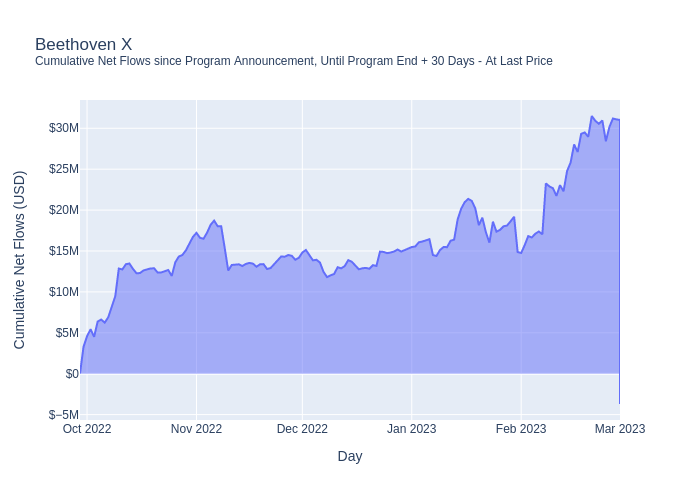 Beethoven X
Cumulative Net Flows since Program Announcement, Until Program End + 30 Days - At Last Price
Cumulative Net Flows (USD)
$30M
$25M
$20M
$15M
$10M
$5M
$0
$−5M
Oct 2022 Nov 2022 Dec 2022 Jan 2023 Feb 2023 Mar 2023
Day